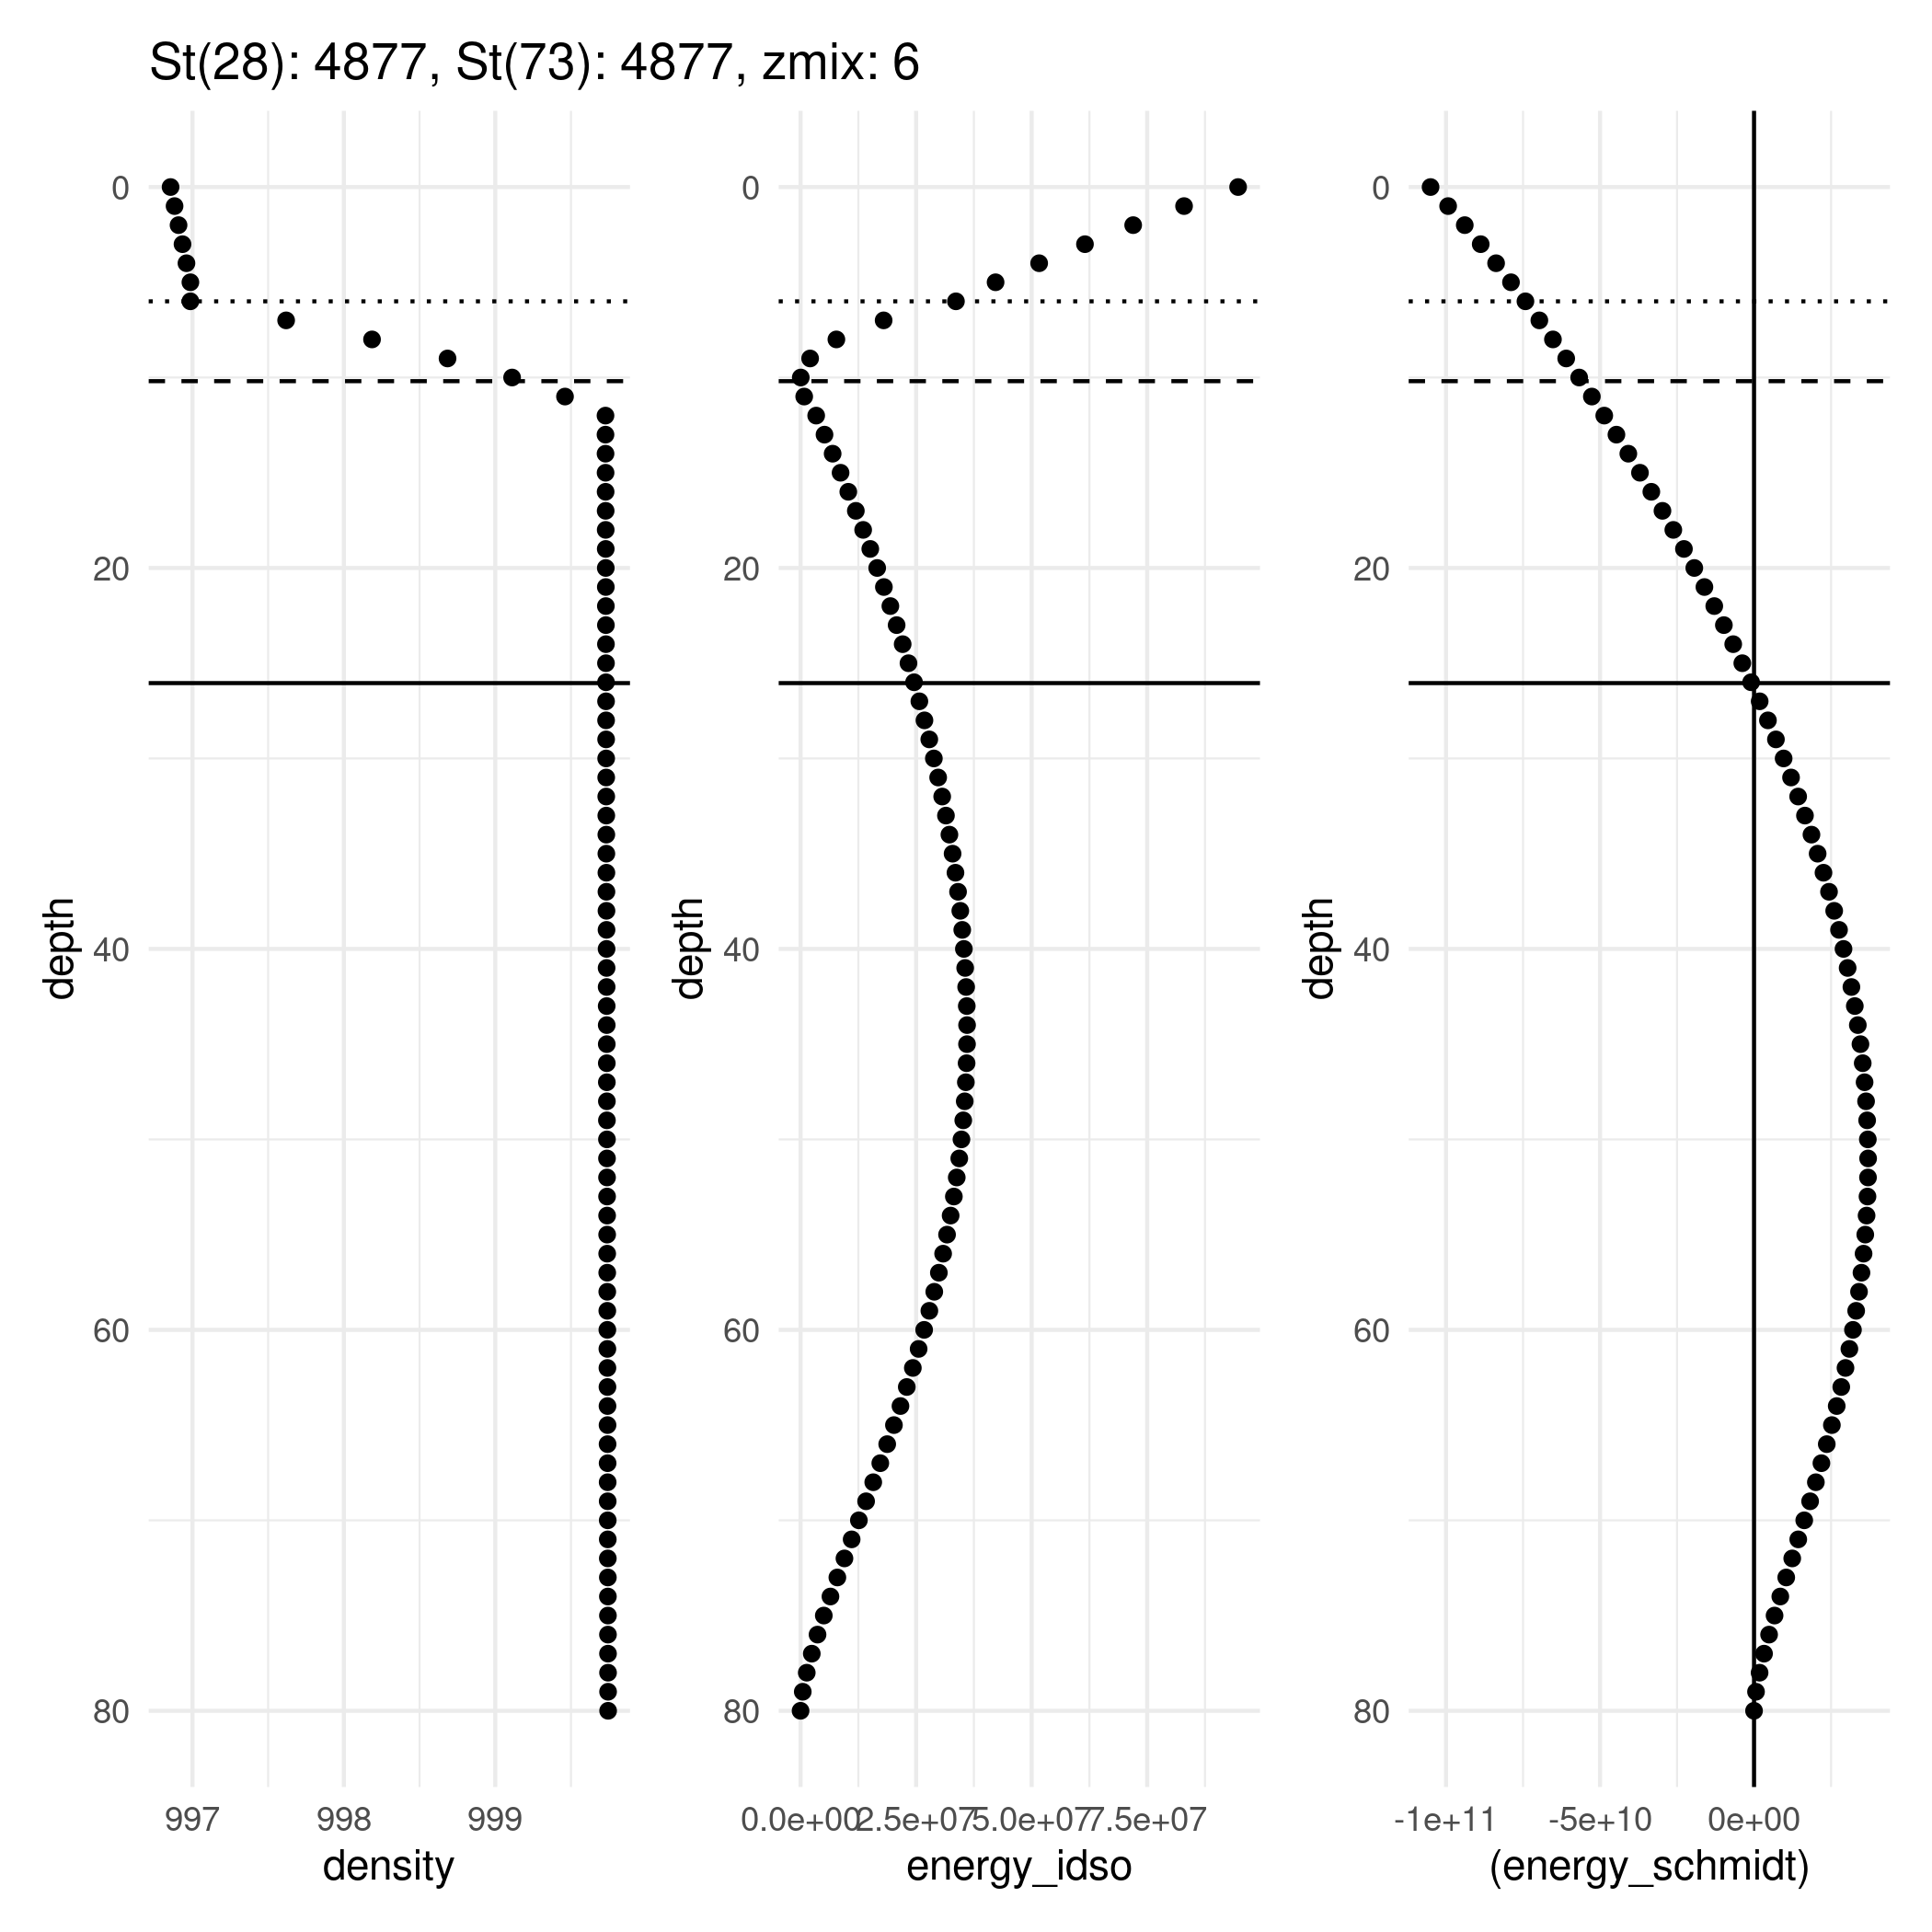 St(28): 4877, St(73): 4877, zmix: 6
0
20
40
60
80
depth
997
998
999
density
0
20
40
60
80
depth
0.0e+00
2.5e+07
5.0e+07
7.5e+07
energy_idso
0
20
40
60
80
depth
-1e+11
-5e+10
0e+00
(energy_schmidt)